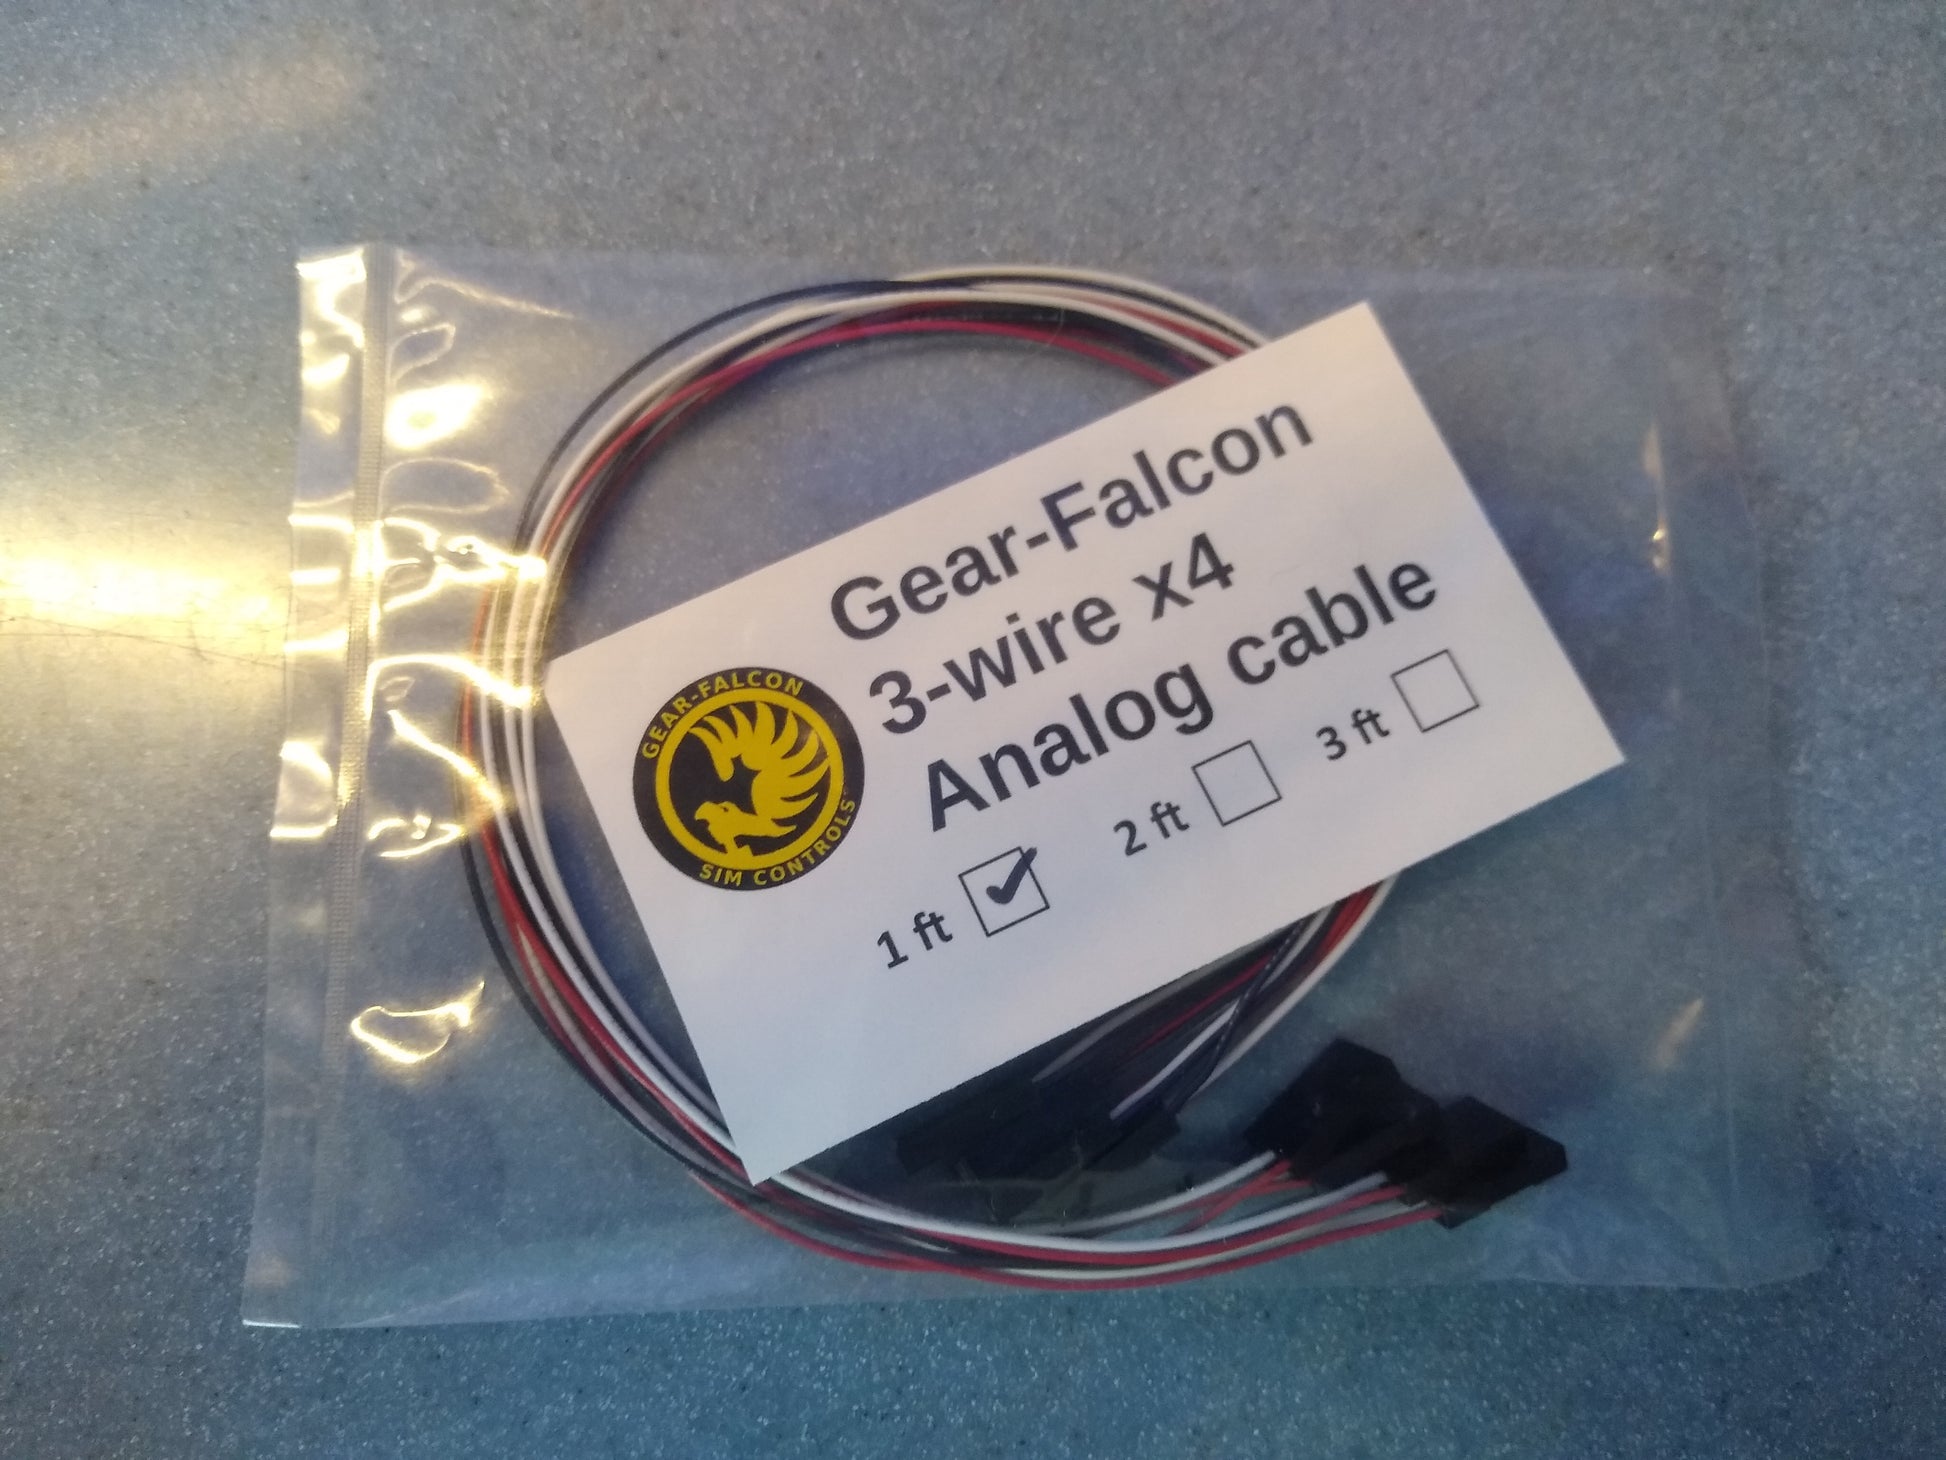 Gear-Falcon
3-wire x4
Analog cable
GEAR-FALCON
SIM CONTROLS
1 ft ✔ 2 ft ☐ 3 ft ☐